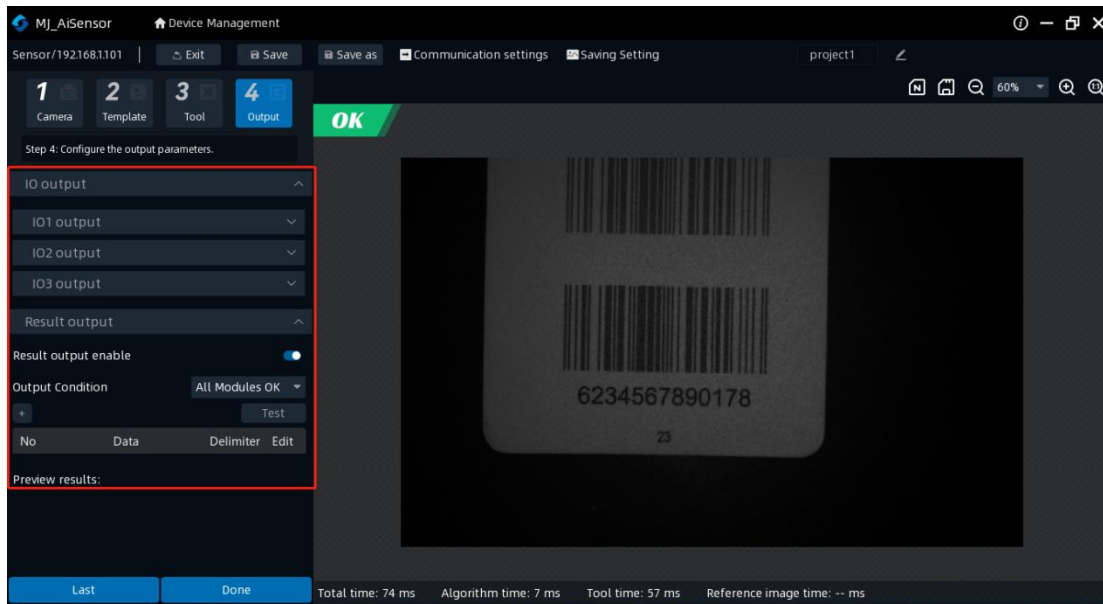 MJ_AiSensor Device Management
Sensor/192.168.1.101 Exit Save Save as Communication settings Saving Setting project1
1 2 3 4
Camera Template Tool Output
N 60% 1:1
OK
Step 4: Configure the output parameters.
IO output
IO1 output
IO2 output
IO3 output
Result output
Result output enable
Output Condition All Modules OK
+ Test
No Data Delimiter Edit
Preview results:
6234567890178
23
Last Done
Total time: 74 ms Algorithm time: 7 ms Tool time: 57 ms Reference image time: -- ms